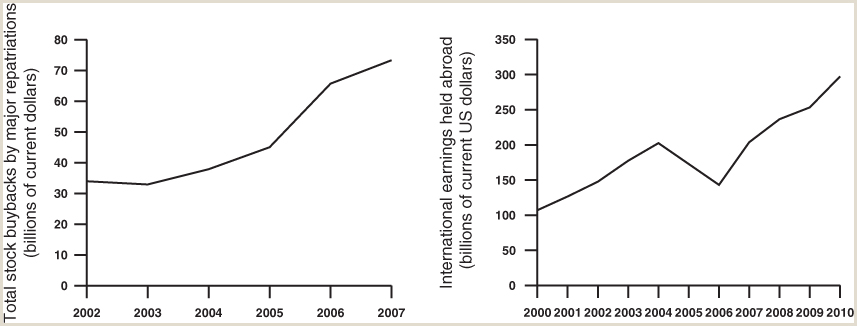 Total stock buybacks by major repatriations
(billions of current dollars)
80
70
60
50
40
30
20
10
0
2002 2003 2004 2005 2006 2007
International earnings held abroad
(billions of current US dollars)
350
300
250
200
150
100
50
0
2000 2001 2002 2003 2004 2005 2006 2007 2008 2009 2010